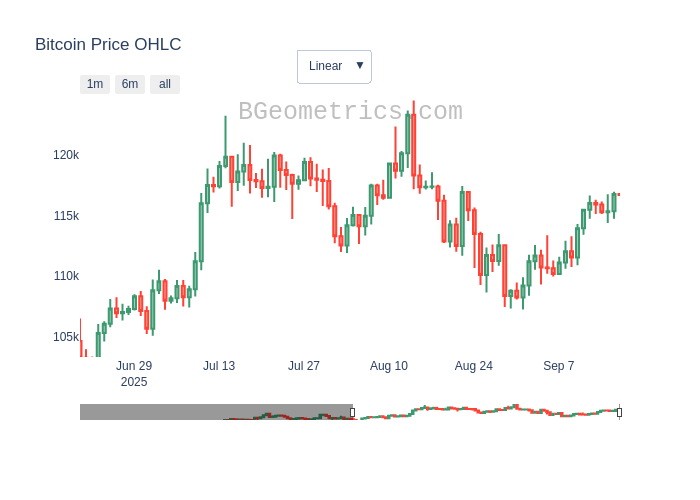 Bitcoin Price OHLC
Linear ▼
1m 6m all
BGeometrics.com
120k
115k
110k
105k
Jun 29 Jul 13 Jul 27 Aug 10 Aug 24 Sep 7
2025